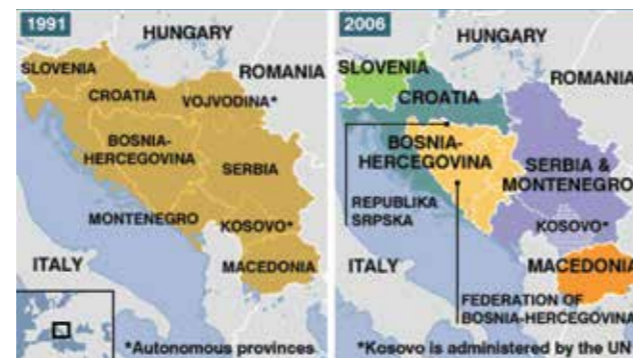 1991
HUNGARY
SLOVENIA
ROMANIA
CROATIA
VOJVODINA*
BOSNIA-
HERCEGOVINA
SERBIA
MONTENEGRO
KOSOVO*
ITALY
MACEDONIA
*Autonomous provinces
2006
HUNGARY
SLOVENIA
ROMANIA
CROATIA
BOSNIA-
HERCEGOVINA
SERBIA &
MONTENEGRO
REPUBLIKA
SRPSKA
KOSOVO*
ITALY
MACEDONIA
FEDERATION OF
BOSNIA-HERCEGOVINA
*Kosovo is administered by the UN